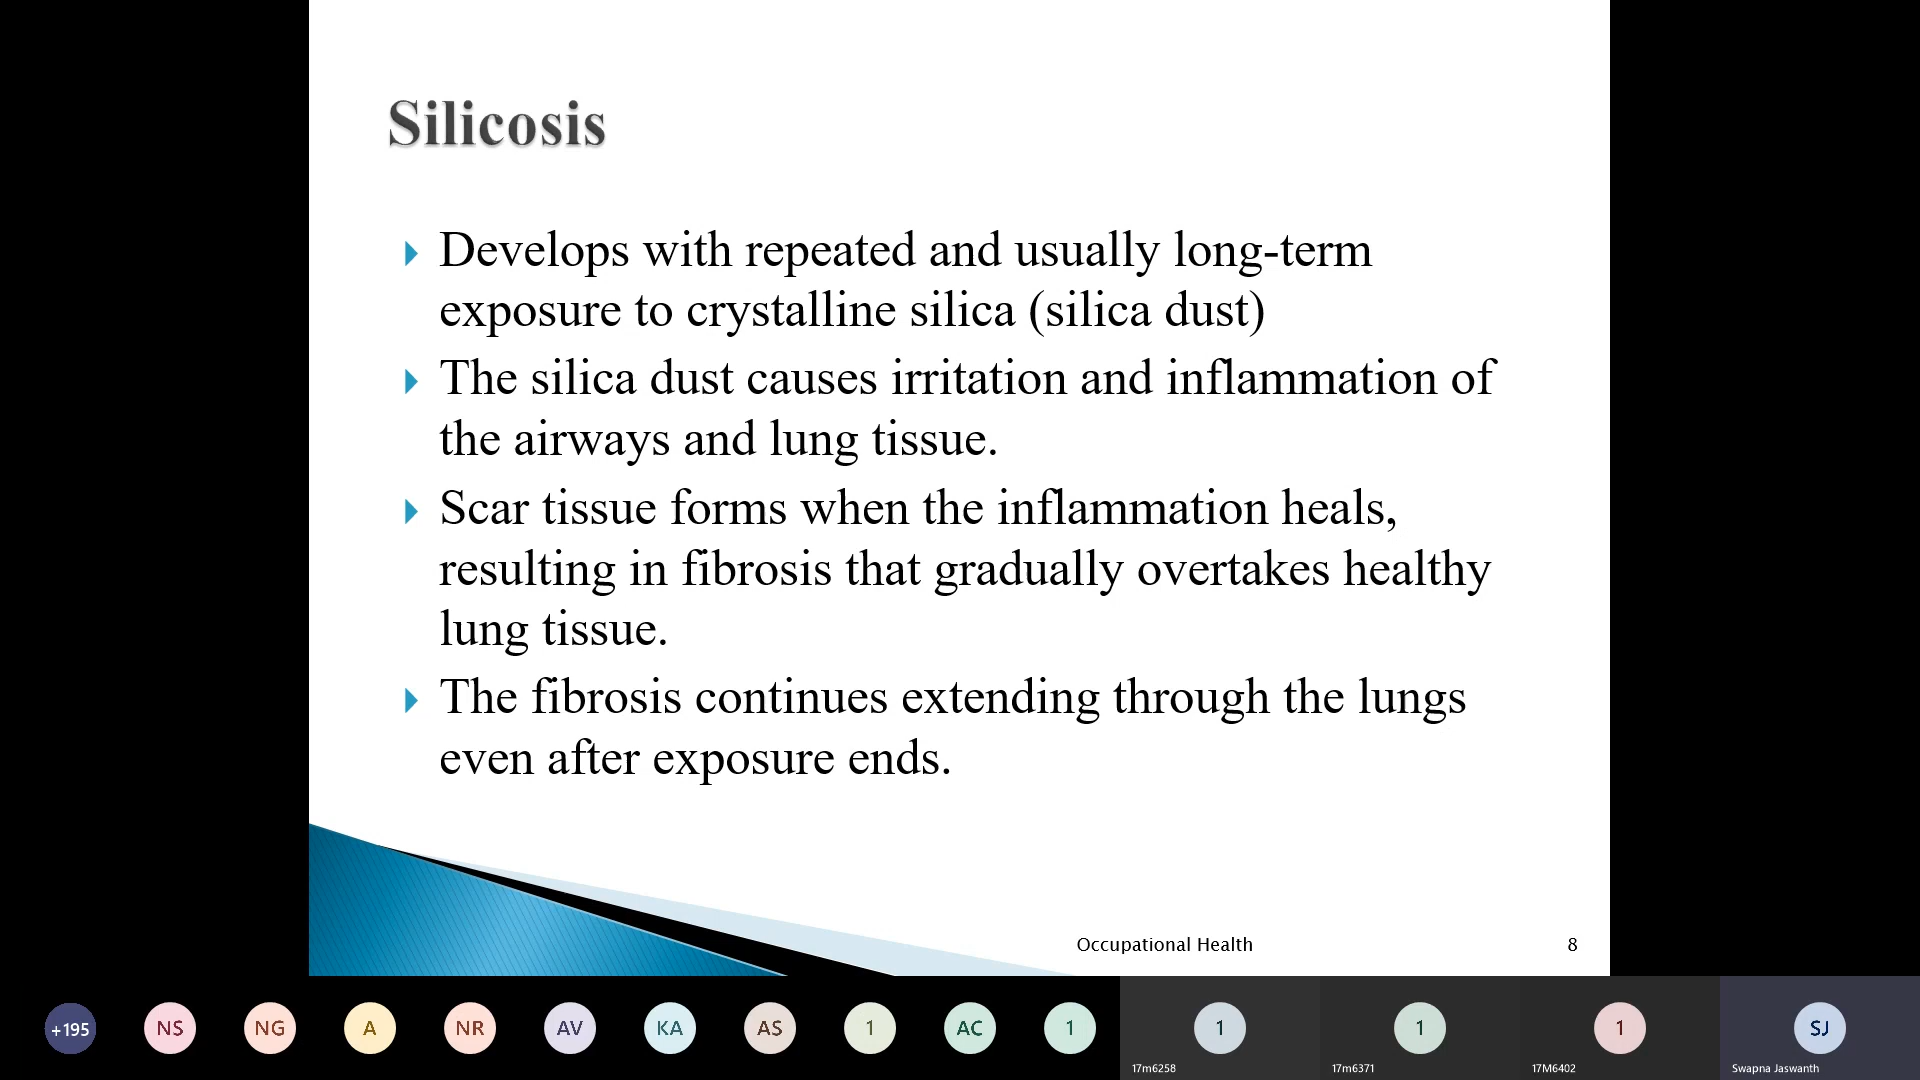 Silicosis
Develops with repeated and usually long-term
exposure to crystalline silica (silica dust)
The silica dust causes irritation and inflammation of
the airways and lung tissue.
Scar tissue forms when the inflammation heals,
resulting in fibrosis that gradually overtakes healthy
lung tissue.
The fibrosis continues extending through the lungs
even after exposure ends.
Occupational Health 8
+195 NS NG A NR AV KA AS 1 AC 1 1 1 1 SJ
17m6258 17m6371 17M6402 Swapna Jaswanth